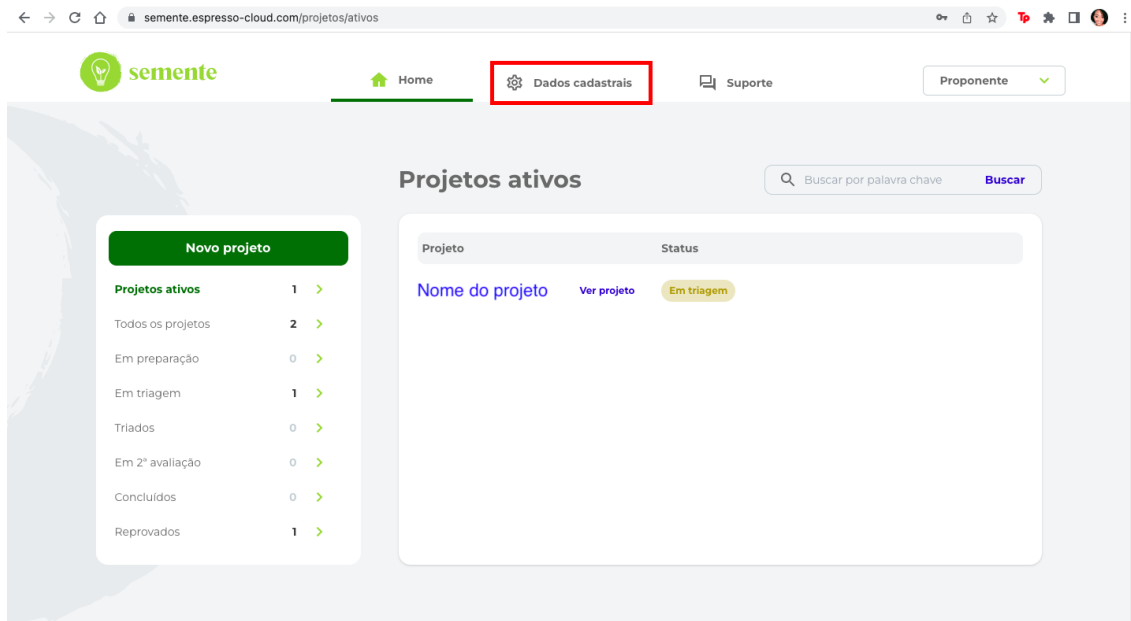 semente.espresso-cloud.com/projetos/ativos
Tp
semente
Home
Dados cadastrais
Suporte
Proponente
Projetos ativos
Buscar por palavra chave
Buscar
Novo projeto
Projetos ativos 1
Todos os projetos 2
Em preparação 0
Em triagem 1
Triados 0
Em 2ª avaliação 0
Concluídos 0
Reprovados 1
Projeto Status
Nome do projeto Ver projeto Em triagem